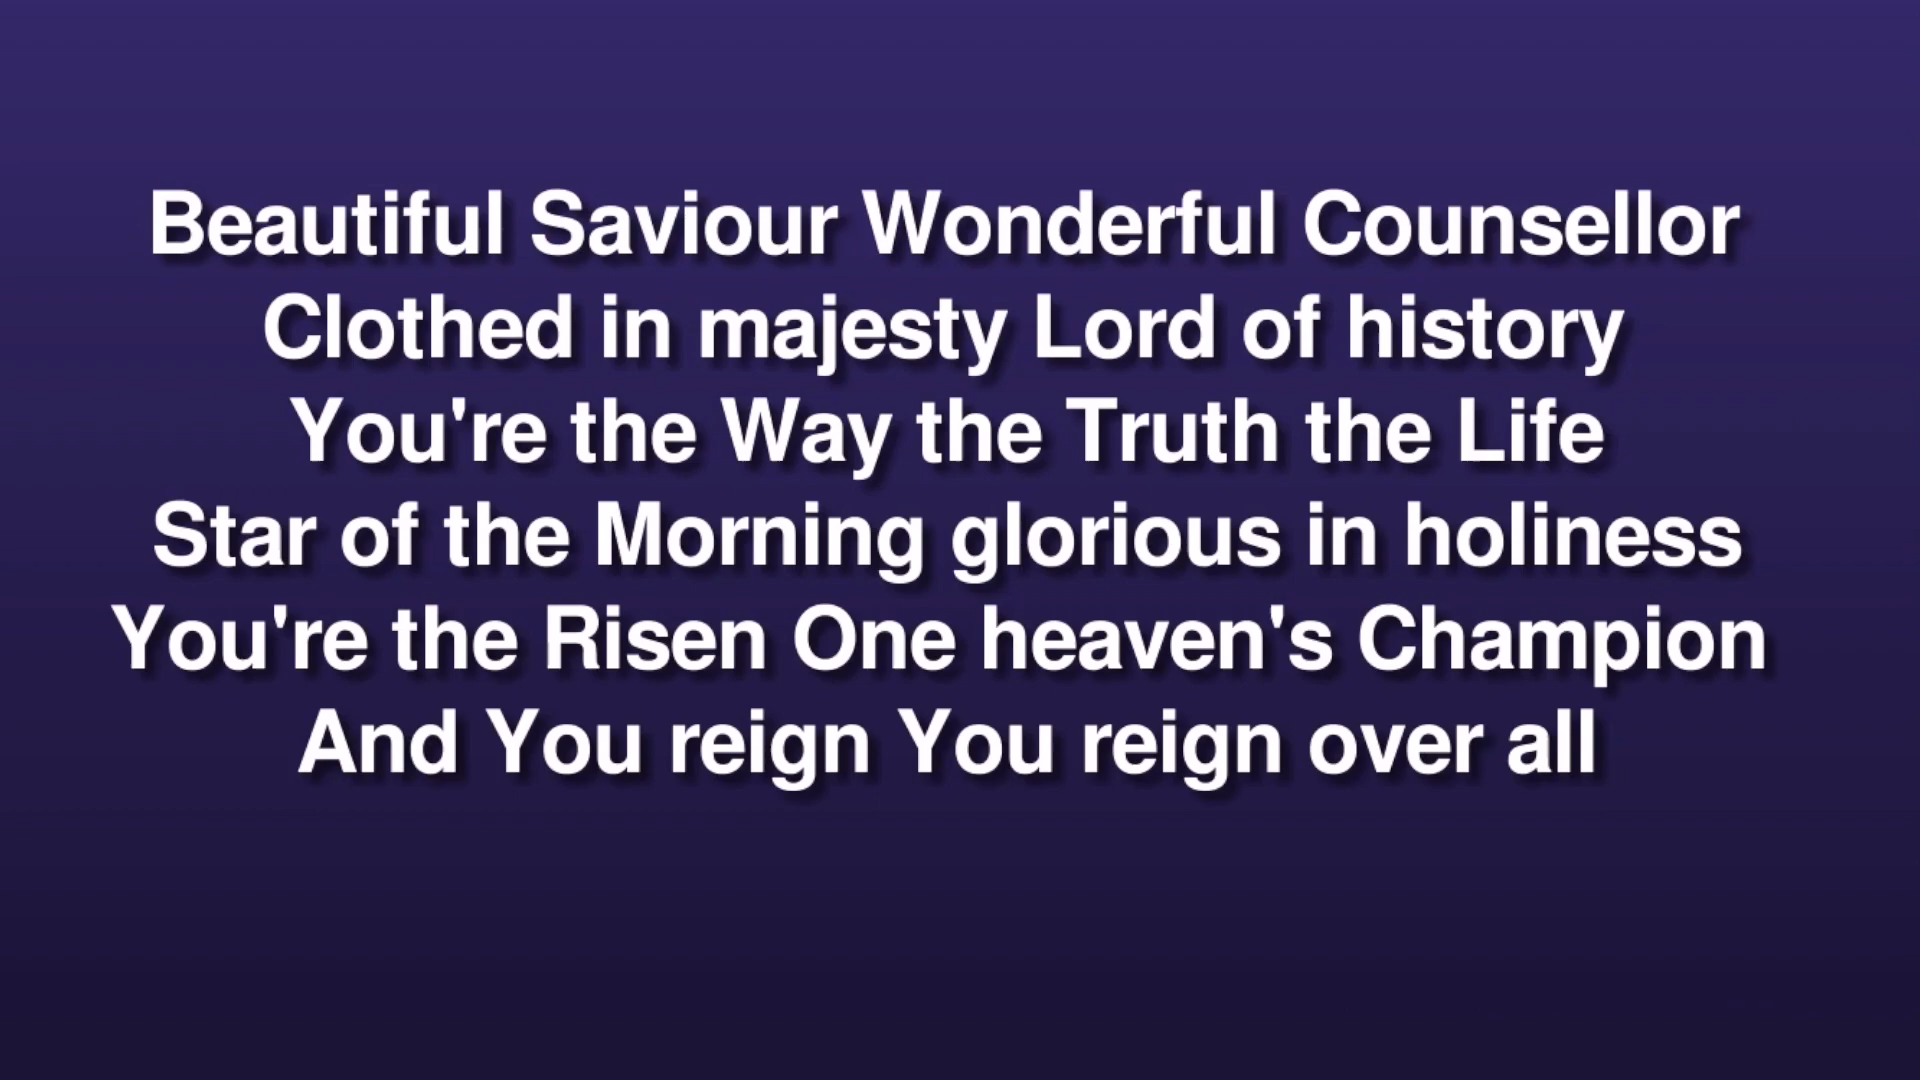 Beautiful Saviour Wonderful Counsellor
Clothed in majesty Lord of history
You're the Way the Truth the Life
Star of the Morning glorious in holiness
You're the Risen One heaven's Champion
And You reign You reign over all